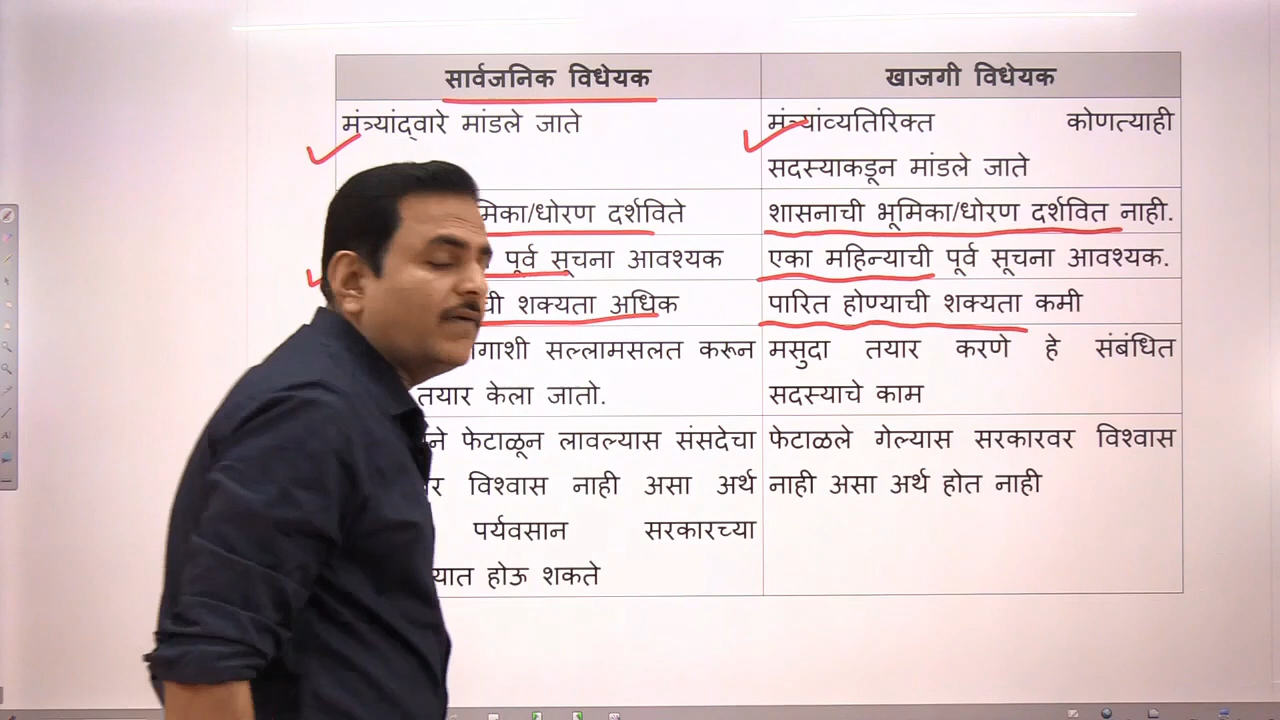 सार्वजनिक विधेयक खाजगी विधेयक
मंत्र्यांद्वारे मांडले जाते मंत्र्यांव्यतिरिक्त कोणत्याही
सदस्याकडून मांडले जाते
मिका/धोरण दर्शविते शासनाची भूमिका/धोरण दर्शवित नाही.
पूर्व सूचना आवश्यक एका महिन्याची पूर्व सूचना आवश्यक.
ची शक्यता अधिक पारित होण्याची शक्यता कमी
गाशी सल्लामसलत करून मसुदा तयार करणे हे संबंधित
तयार केला जातो. सदस्याचे काम
ने फेटाळून लावल्यास संसदेचा फेटाळले गेल्यास सरकारवर विश्वास
र विश्वास नाही असा अर्थ नाही असा अर्थ होत नाही
पर्यवसान सरकारच्या
यात होऊ शकते